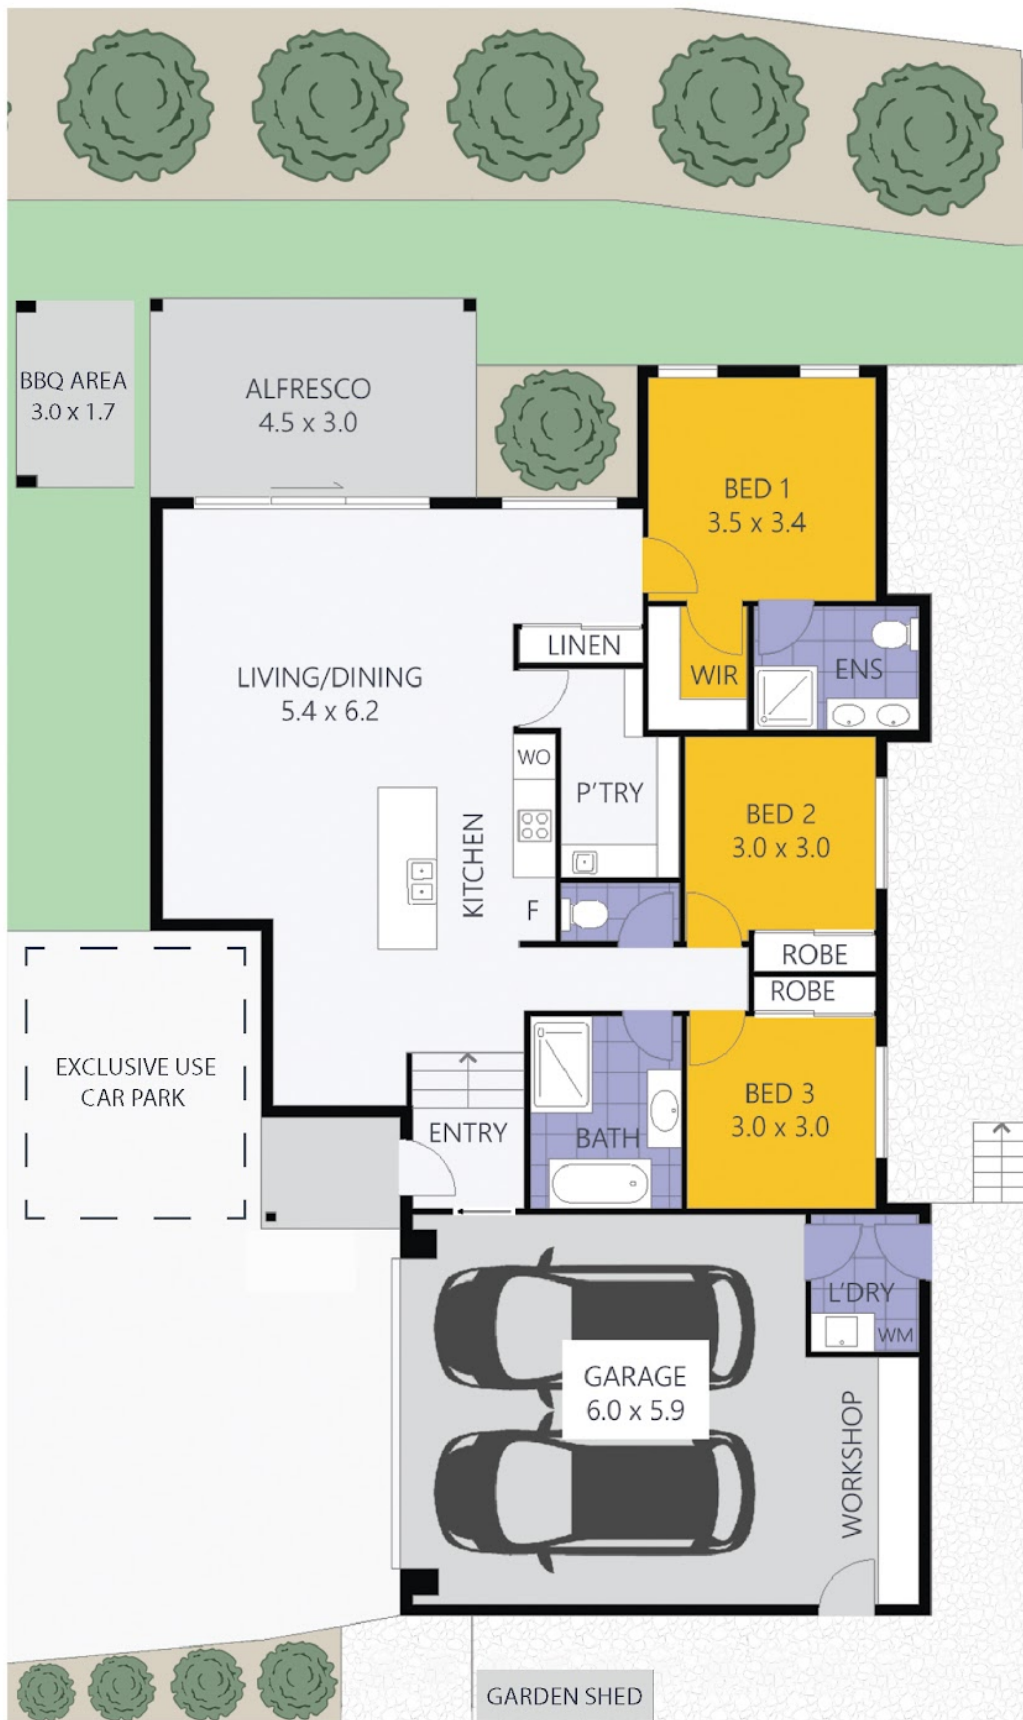 BBQ AREA
3.0 x 1.7
ALFRESCO
4.5 x 3.0
BED 1
3.5 x 3.4
LINEN
WIR
ENS
LIVING/DINING
5.4 x 6.2
WO
P'TRY
KITCHEN
F
BED 2
3.0 x 3.0
ROBE
ROBE
EXCLUSIVE USE
CAR PARK
ENTRY
BATH
BED 3
3.0 x 3.0
L'DRY
WM
GARAGE
6.0 x 5.9
WORKSHOP
GARDEN SHED